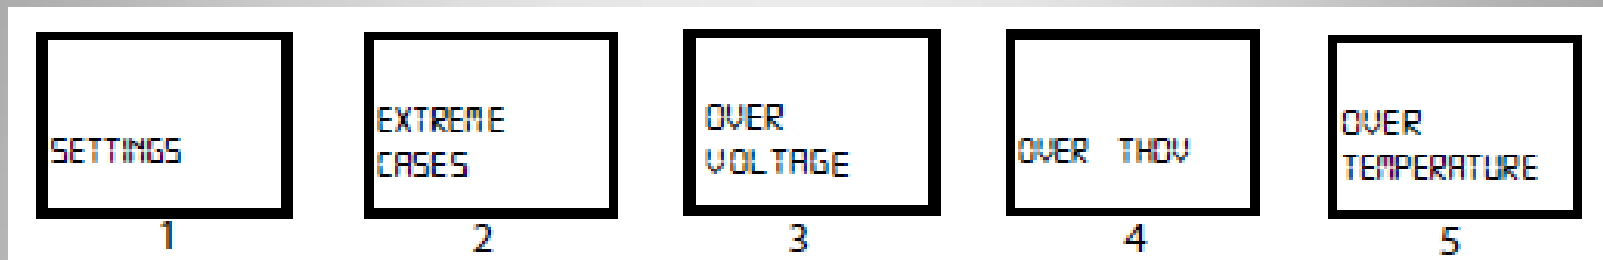 SETTINGS
EXTREME
CASES
OVER
VOLTAGE
OVER THDV
OVER
TEMPERATURE
1
2
3
4
5